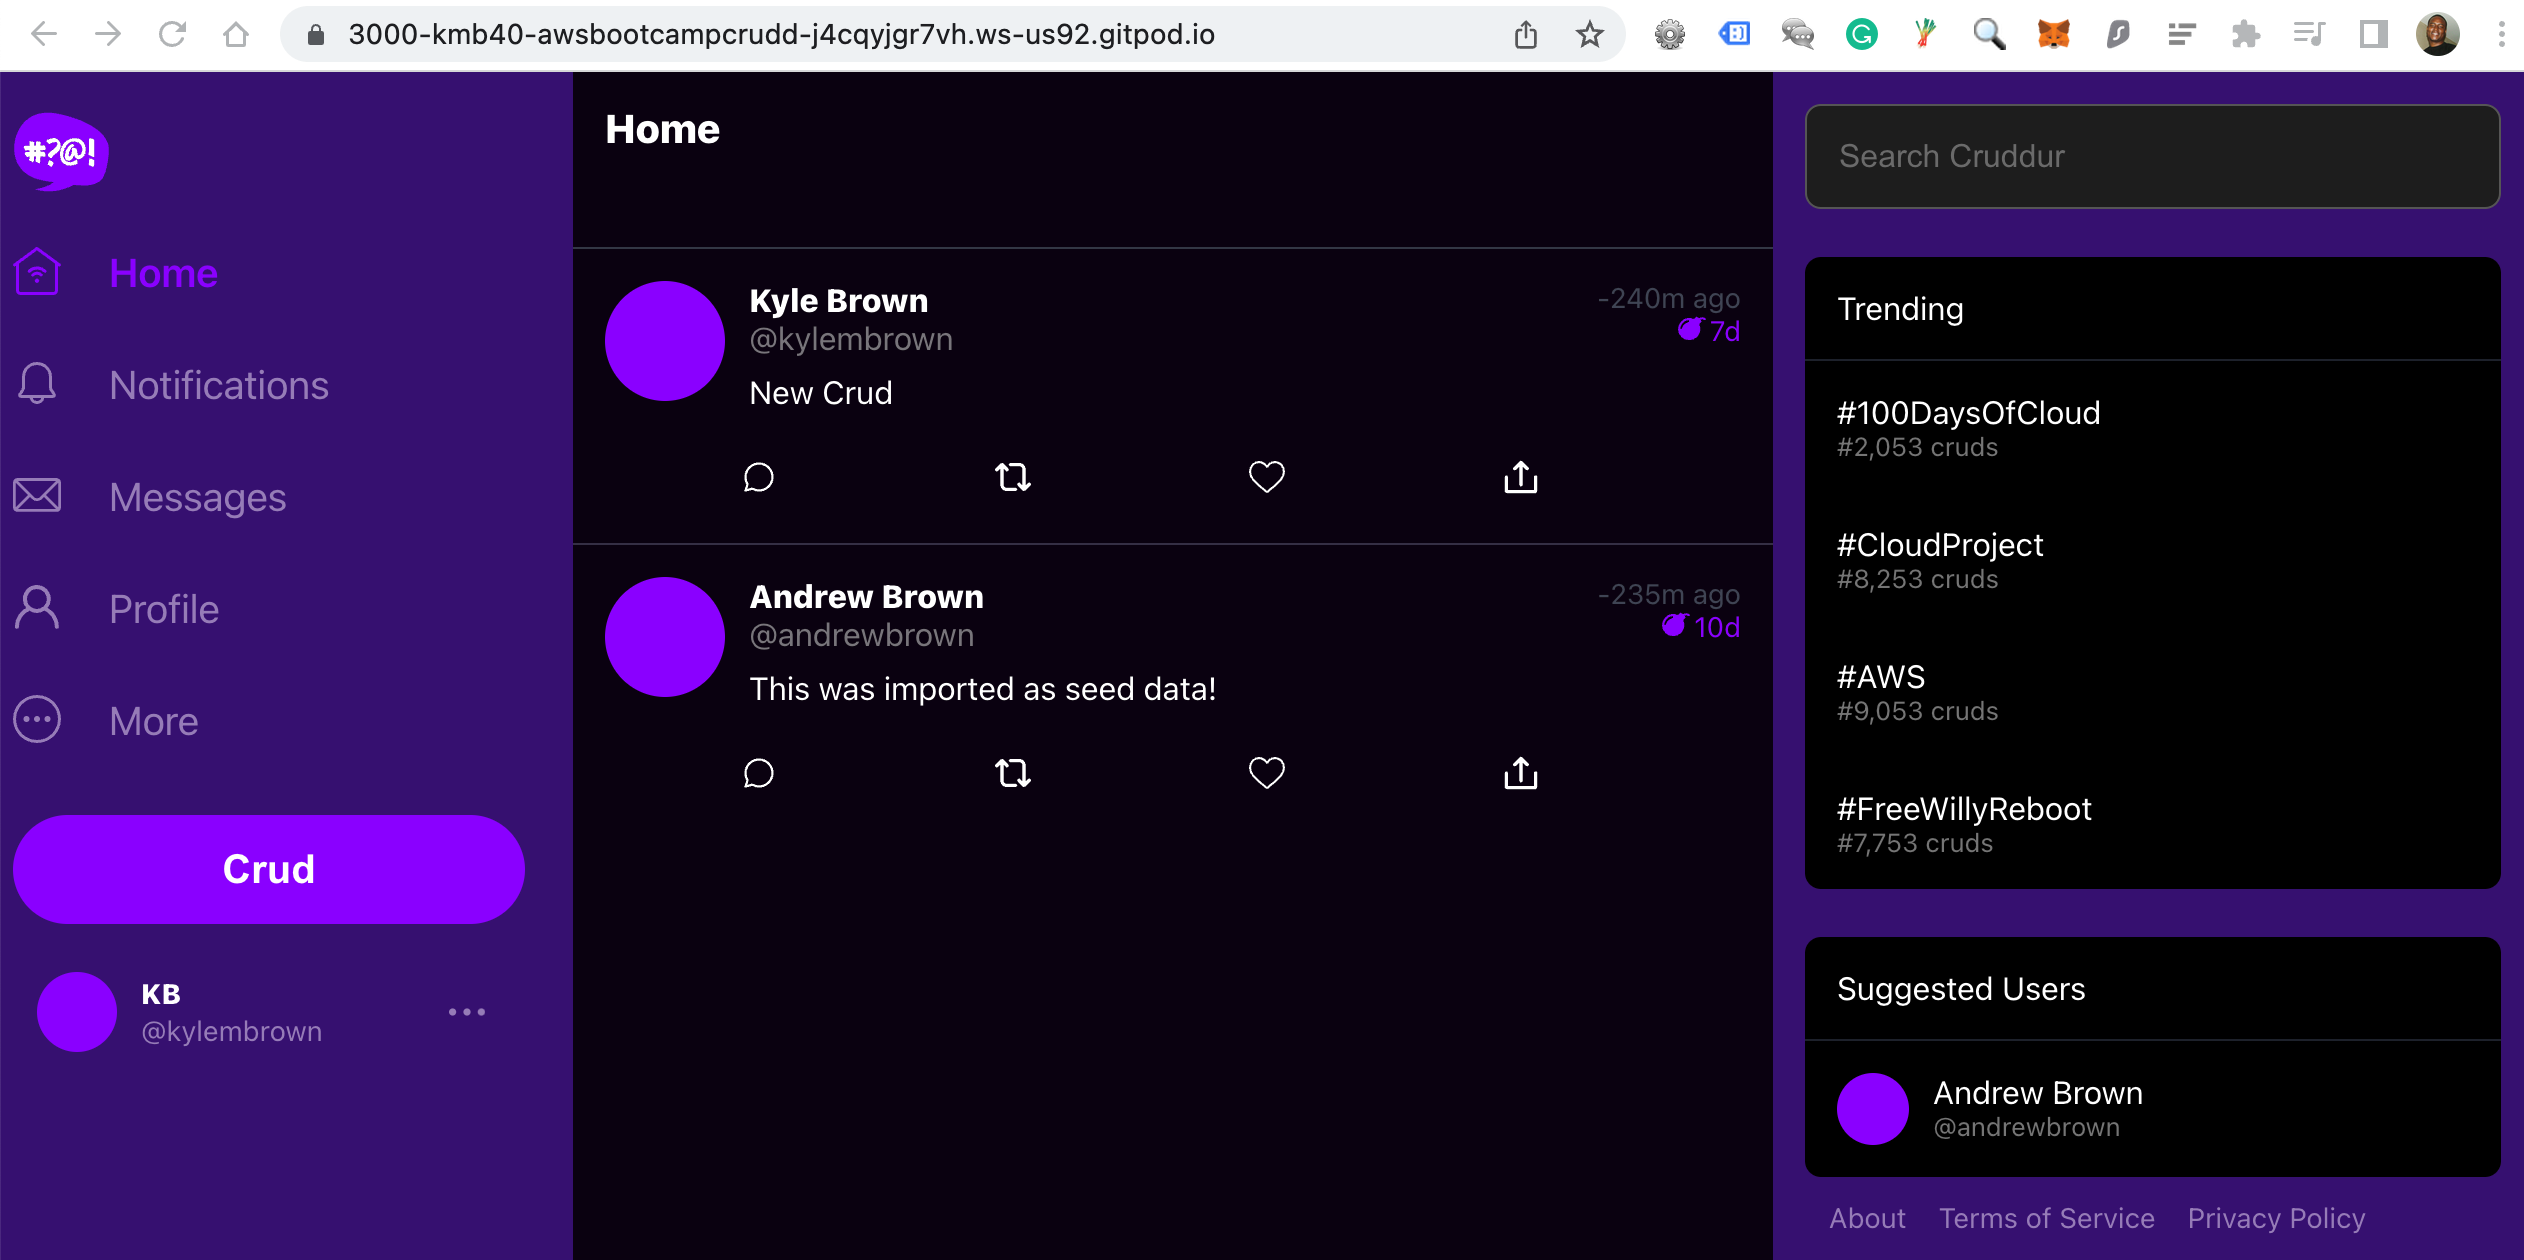 3000-kmb40-awsbootcampcrudd-j4cqyjgr7vh.ws-us92.gitpod.io
#?@!
Home
Notifications
Messages
Profile
More
Crud
KB
@kylembrown
Home
Kyle Brown
@kylembrown
-240m ago
7d
New Crud
Andrew Brown
@andrewbrown
-235m ago
10d
This was imported as seed data!
Search Cruddur
Trending
#100DaysOfCloud
#2,053 cruds
#CloudProject
#8,253 cruds
#AWS
#9,053 cruds
#FreeWillyReboot
#7,753 cruds
Suggested Users
Andrew Brown
@andrewbrown
About Terms of Service Privacy Policy